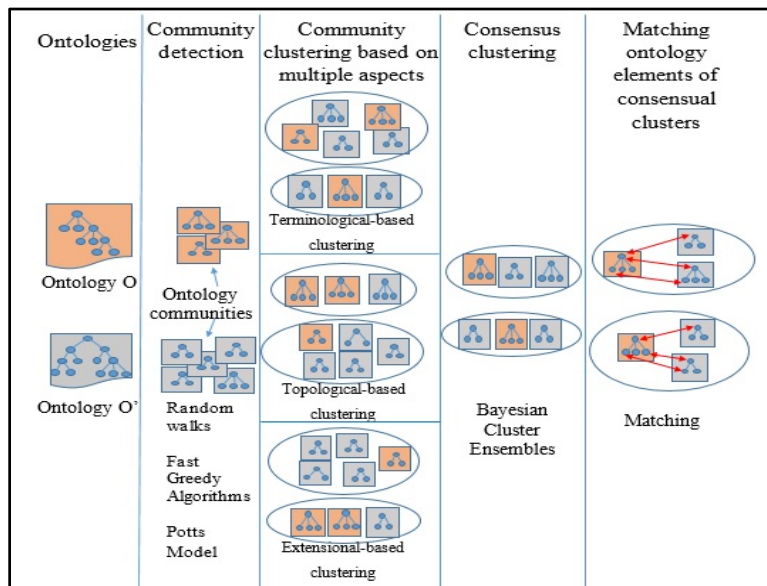 Ontologies
Ontology O
Ontology O'
Community
detection
Ontology
communities
Random
walks
Fast
Greedy
Algorithms
Potts
Model
Community
clustering based on
multiple aspects
Terminological-based
clustering
Topological-based
clustering
Extensional-based
clustering
Consensus
clustering
Bayesian
Cluster
Ensembles
Matching
ontology
elements of
consensual
clusters
Matching